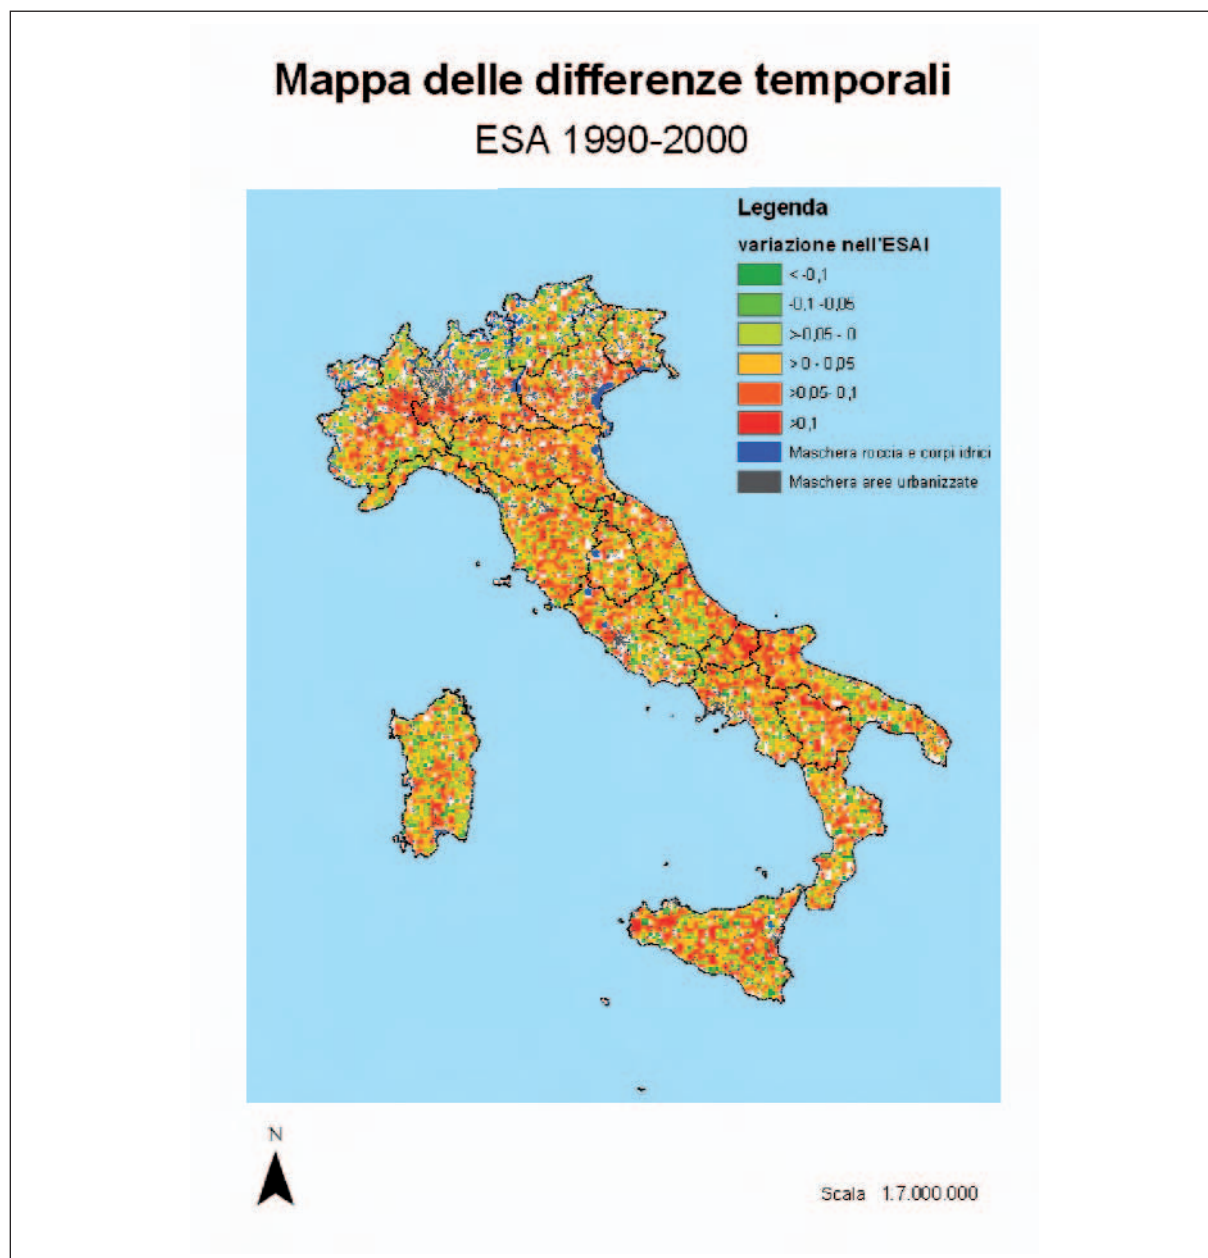 Mappa delle differenze temporali
ESA 1990-2000
Legenda
variazione nell'ESAI
< -0,1
-0,1 -0,05
>-0,05 - 0
> 0 - 0,05
>0,05- 0,1
>0,1
Maschera roccia e corpi idrici
Maschera aree urbanizzate
N
Scala 1:7.000.000